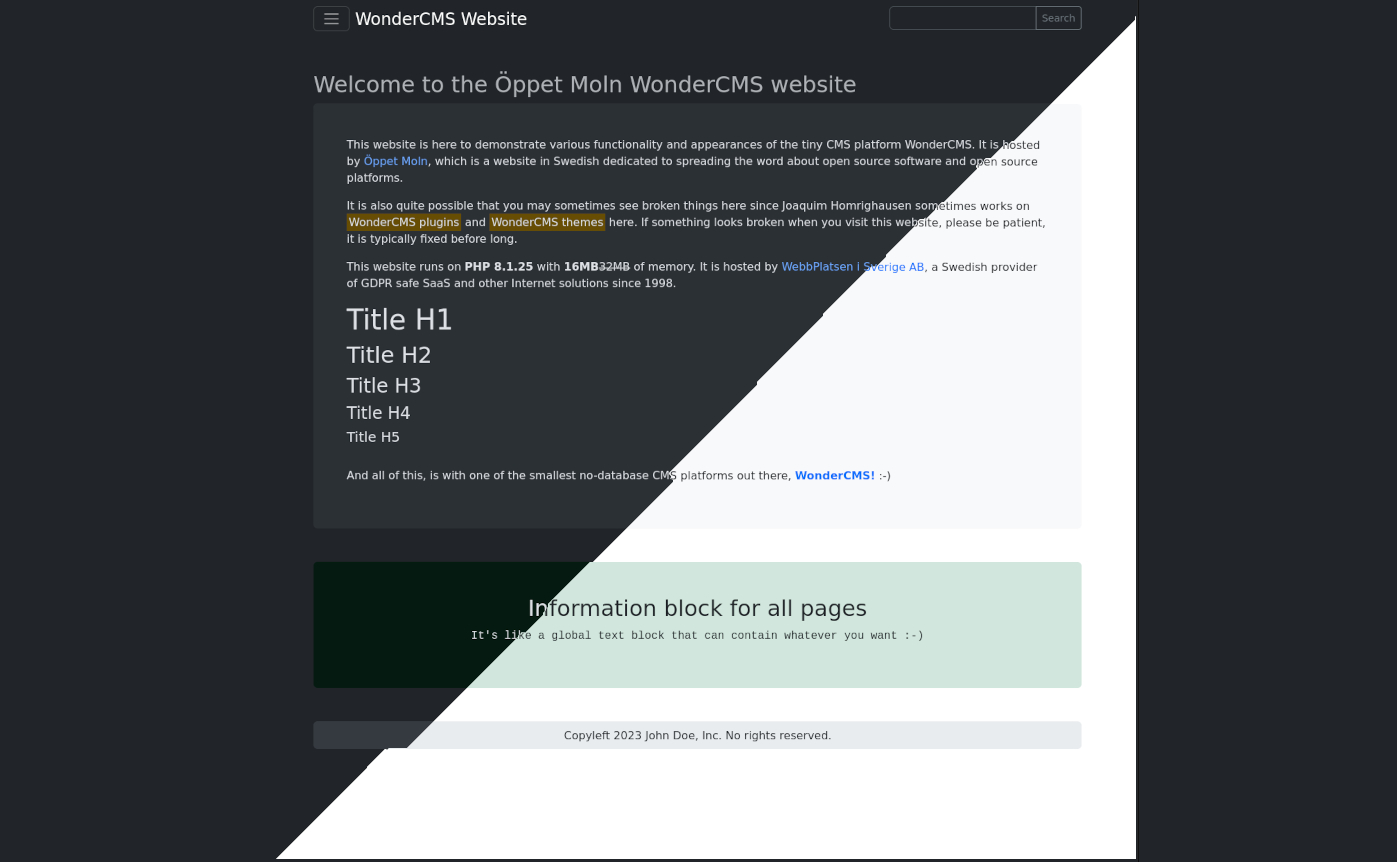 WonderCMS Website
Search
Welcome to the Öppet Moln WonderCMS website
This website is here to demonstrate various functionality and appearances of the tiny CMS platform WonderCMS. It is hosted
by Öppet Moln, which is a website in Swedish dedicated to spreading the word about open source software and open source
platforms.
It is also quite possible that you may sometimes see broken things here since Joaquim Homrighausen sometimes works on
WonderCMS plugins and WonderCMS themes here. If something looks broken when you visit this website, please be patient,
it is typically fixed before long.
This website runs on PHP 8.1.25 with 16MB32MB of memory. It is hosted by WebbPlatsen i Sverige AB, a Swedish provider
of GDPR safe SaaS and other Internet solutions since 1998.
Title H1
Title H2
Title H3
Title H4
Title H5
And all of this, is with one of the smallest no-database CMS platforms out there, WonderCMS! :-)
Information block for all pages
It's like a global text block that can contain whatever you want :-)
Copyleft 2023 John Doe, Inc. No rights reserved.